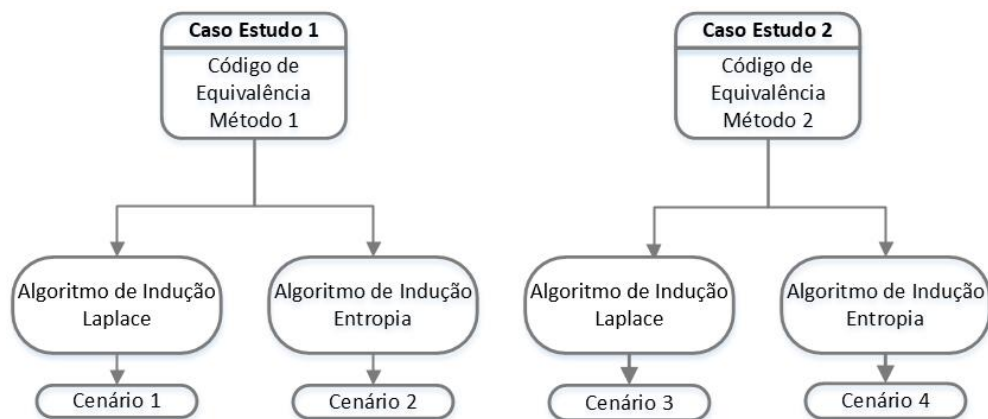 Caso Estudo 1
Código de
Equivalência
Método 1
Caso Estudo 2
Código de
Equivalência
Método 2
Algoritmo de Indução
Laplace
Algoritmo de Indução
Entropia
Algoritmo de Indução
Laplace
Algoritmo de Indução
Entropia
Cenário 1
Cenário 2
Cenário 3
Cenário 4